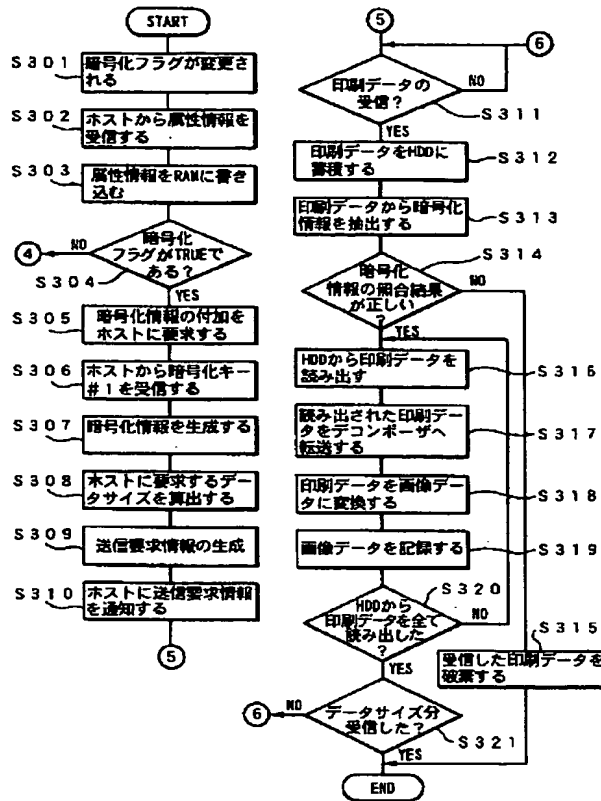 START
S301
暗号化フラグが変更さ
れる
S302
ホストから属性情報を
受信する
S303
属性情報をRAMに書き
込む
④
NO
暗号化
フラグがTRUEで
ある?
S304
YES
S305
暗号化情報の付加を
ホストに要求する
S306
ホストから暗号化キー
#1を受信する
S307
暗号化情報を生成する
S308
ホストに要求するデー
タサイズを算出する
S309
送信要求情報の生成
S310
ホストに送信要求情報
を通知する
⑤
⑤
⑥
印刷データの
受信?
NO
S311
YES
印刷データをHDDに
蓄積する
S312
印刷データから暗号化
情報を抽出する
S313
S314
暗号化
情報の照合結果
が正しい
?
NO
YES
HDDから印刷データを
読み出す
S316
読み出された印刷デー
タをデコンポーザへ
転送する
S317
印刷データを画像デー
タに変換する
S318
画像データを記録する
S319
S320
HDDから
印刷データを全て
読み出した
?
NO
YES
S315
受信した印刷データを
破棄する
⑥
NO
データサイズ分
受信した?
S321
YES
END